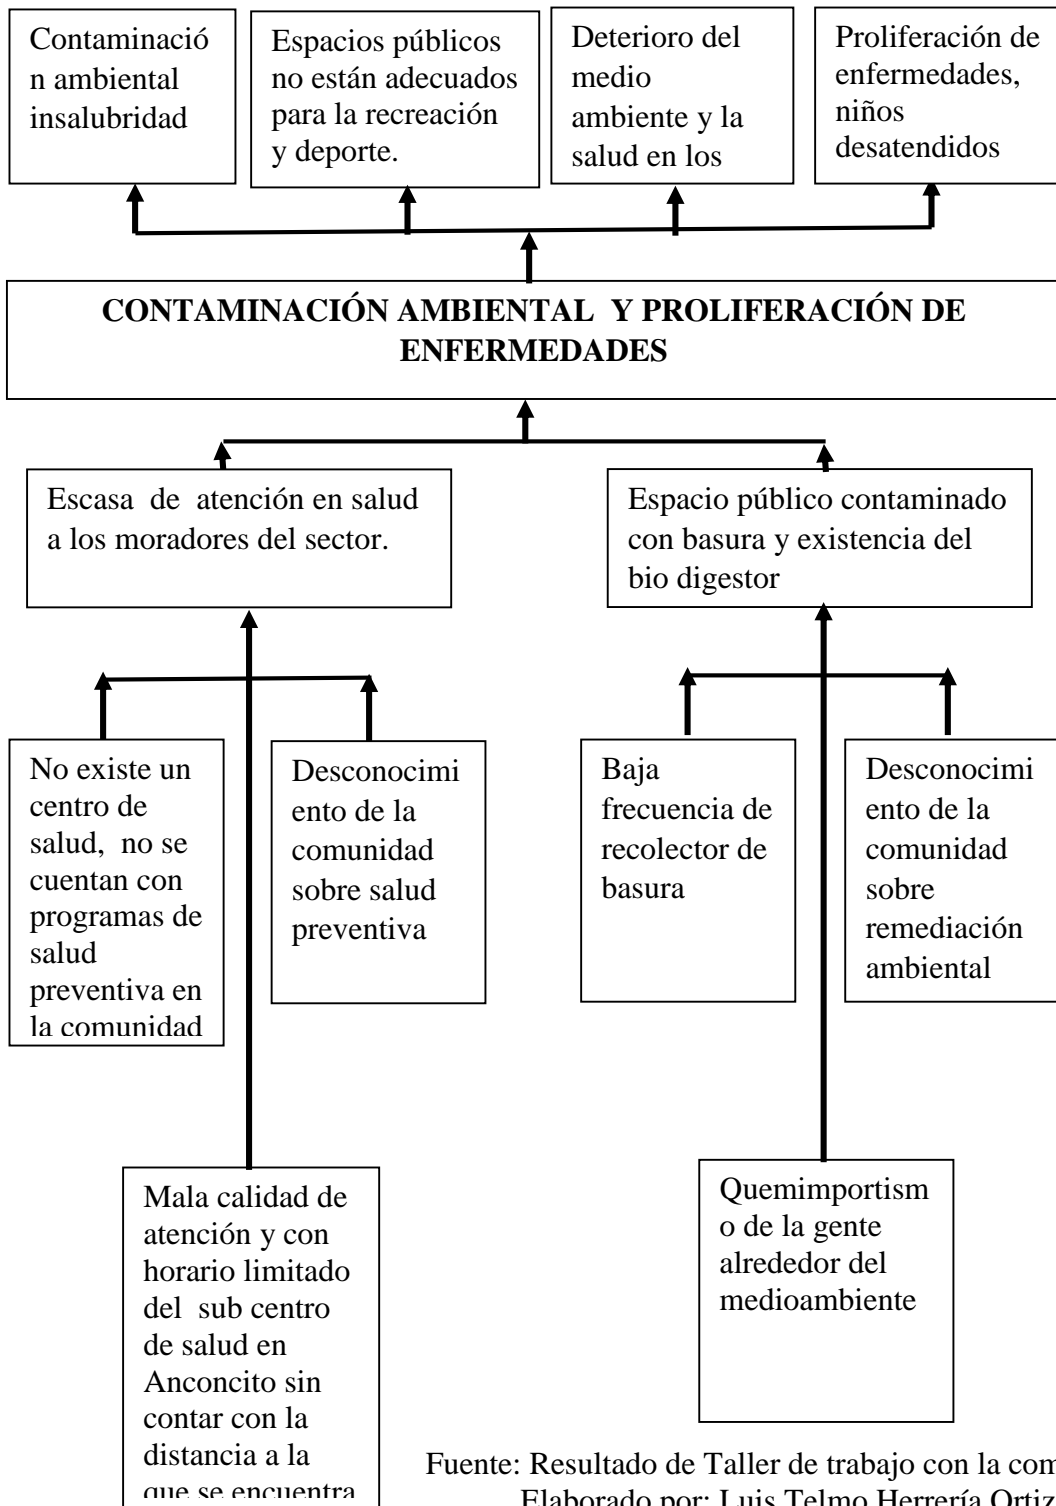 Contaminació
n ambiental
insalubridad
Espacios públicos
no están adecuados
para la recreación
y deporte.
Deterioro del
medio
ambiente y la
salud en los
Proliferación de
enfermedades,
niños
desatendidos
CONTAMINACIÓN AMBIENTAL Y PROLIFERACIÓN DE
ENFERMEDADES
Escasa de atención en salud
a los moradores del sector.
Espacio público contaminado
con basura y existencia del
bio digestor
No existe un
centro de
salud, no se
cuentan con
programas de
salud
preventiva en
la comunidad
Desconocimi
ento de la
comunidad
sobre salud
preventiva
Baja
frecuencia de
recolector de
basura
Desconocimi
ento de la
comunidad
sobre
remediación
ambiental
Mala calidad de
atención y con
horario limitado
del sub centro
de salud en
Anconcito sin
contar con la
distancia a la
que se encuentra
Quemimportism
o de la gente
alrededor del
medioambiente
Fuente: Resultado de Taller de trabajo con la com
Elaborado por: Luis Telmo Herrería Ortiz